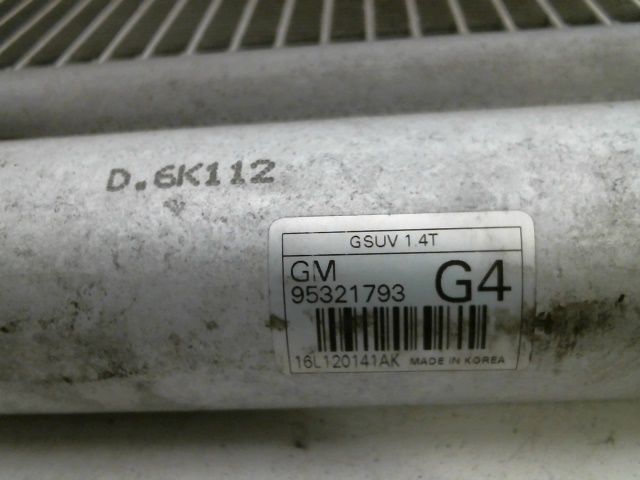 D.6K112
GSUV 1.4T
GM
95321793
G4
16L120141AK MADE IN KOREA